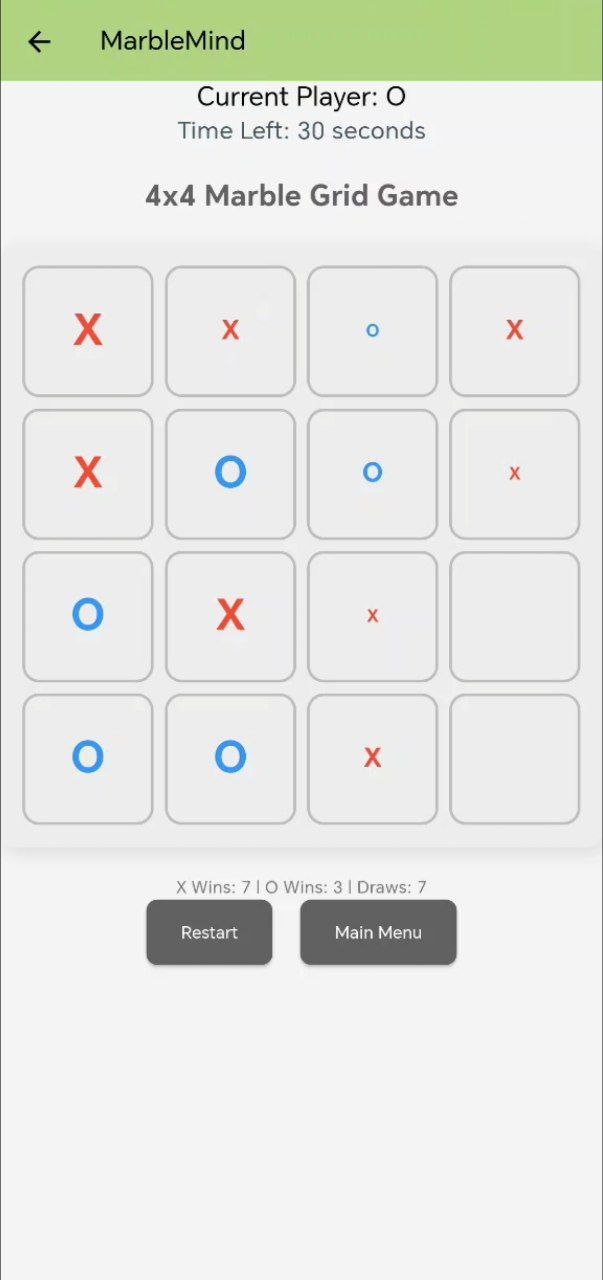 MarbleMind
Current Player: O
Time Left: 30 seconds
4x4 Marble Grid Game
X X O X
X O O X
O X X
O O X
X Wins: 7 | O Wins: 3 | Draws: 7
Restart Main Menu